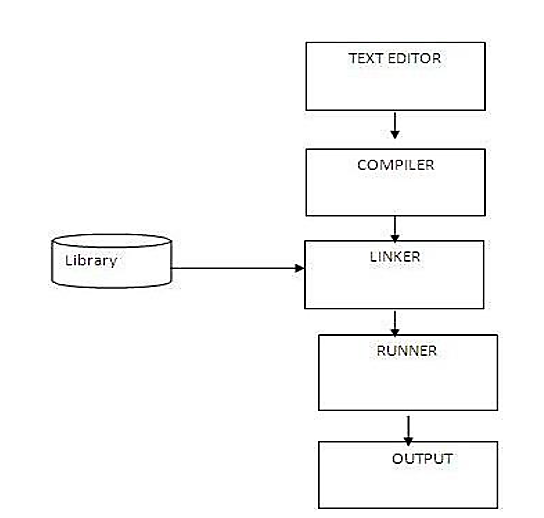 TEXT EDITOR
COMPILER
Library
LINKER
RUNNER
OUTPUT